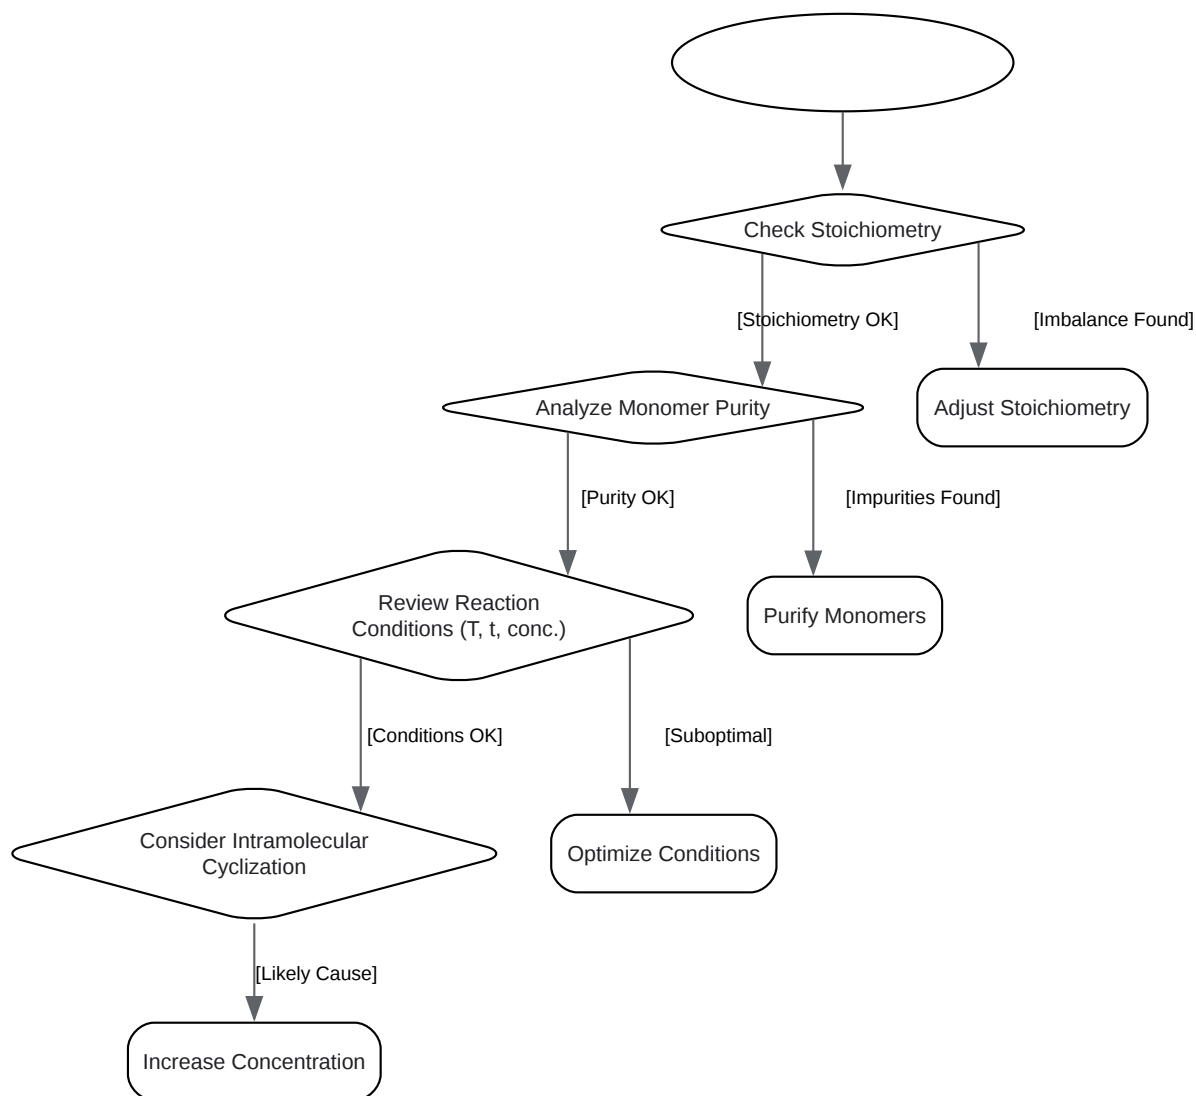 Check Stoichiometry
[Stoichiometry OK]
[Imbalance Found]
Analyze Monomer Purity
Adjust Stoichiometry
[Purity OK]
[Impurities Found]
Review Reaction
Conditions (T, t, conc.)
Purify Monomers
[Conditions OK]
[Suboptimal]
Consider Intramolecular
Cyclization
Optimize Conditions
[Likely Cause]
Increase Concentration